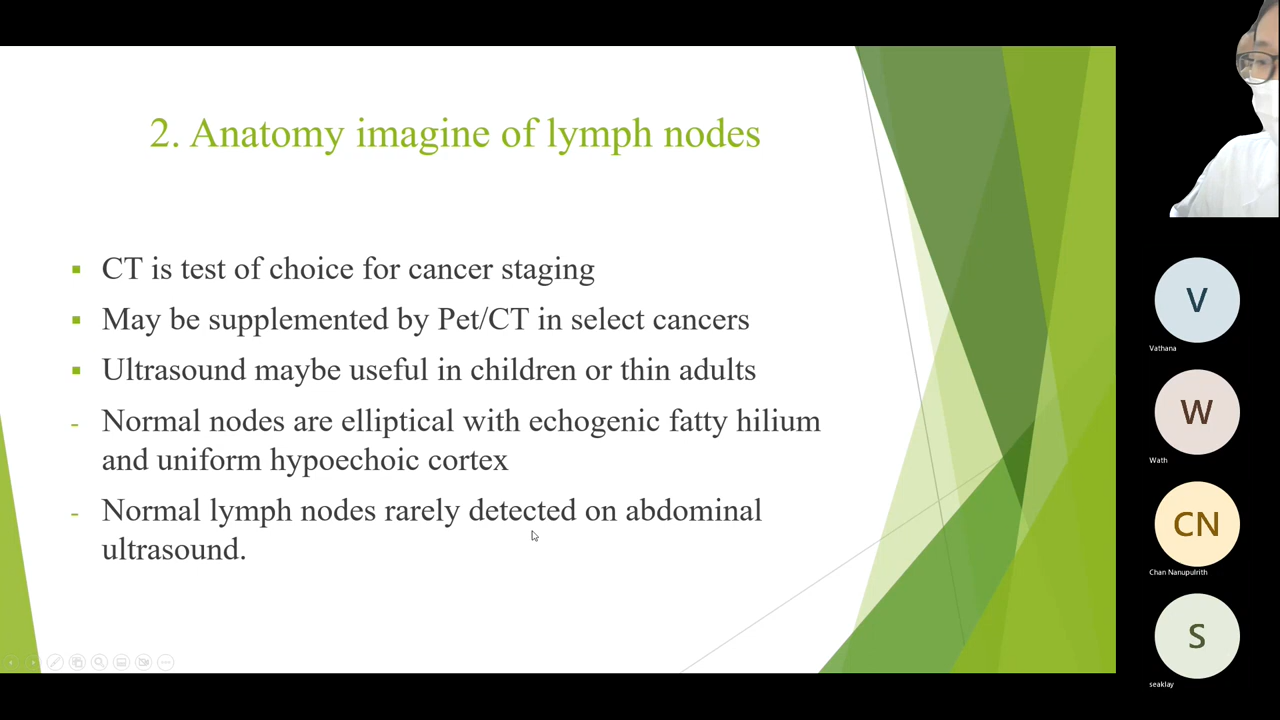 2. Anatomy imagine of lymph nodes
▪ CT is test of choice for cancer staging
▪ May be supplemented by Pet/CT in select cancers
▪ Ultrasound maybe useful in children or thin adults
- Normal nodes are elliptical with echogenic fatty hilium
and uniform hypoechoic cortex
- Normal lymph nodes rarely detected on abdominal
ultrasound.
V
Vathana
W
Wath
CN
Chan Nanupulrith
S
seaklay